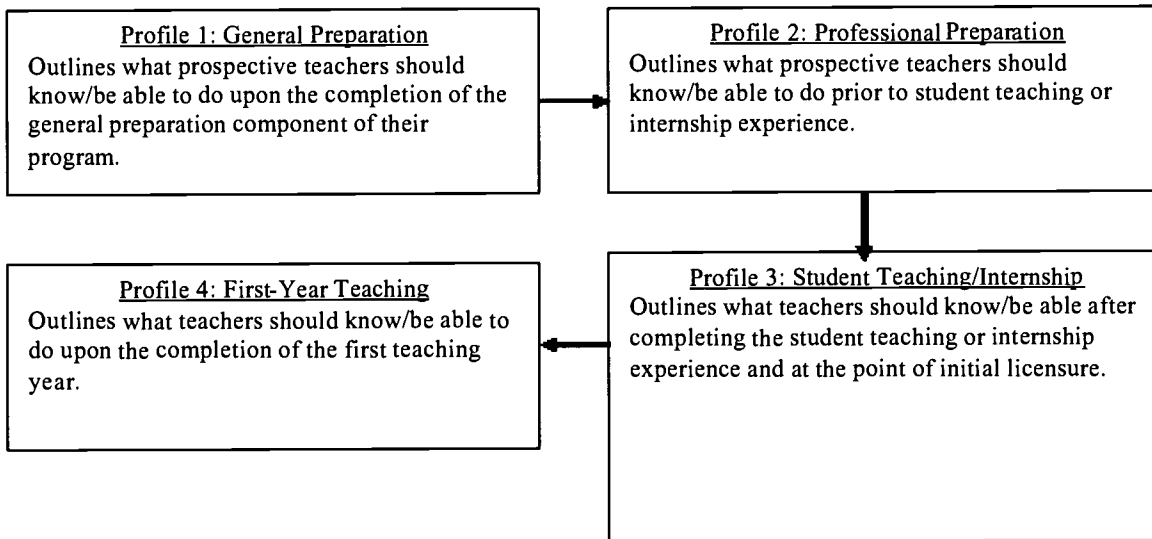 Profile 1: General Preparation
Outlines what prospective teachers should
know/be able to do upon the completion of the
general preparation component of their
program.
Profile 2: Professional Preparation
Outlines what prospective teachers should
know/be able to do prior to student teaching or
internship experience.
Profile 3: Student Teaching/Internship
Outlines what teachers should know/be able after
completing the student teaching or internship
experience and at the point of initial licensure.
Profile 4: First-Year Teaching
Outlines what teachers should know/be able to
do upon the completion of the first teaching
year.